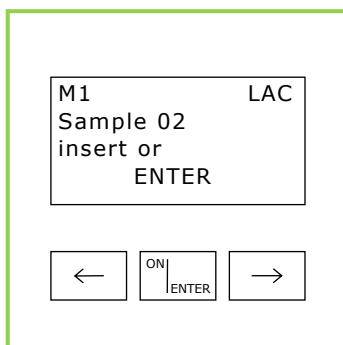 M1 LAC
Sample 02
insert or
ENTER
← ON ENTER →